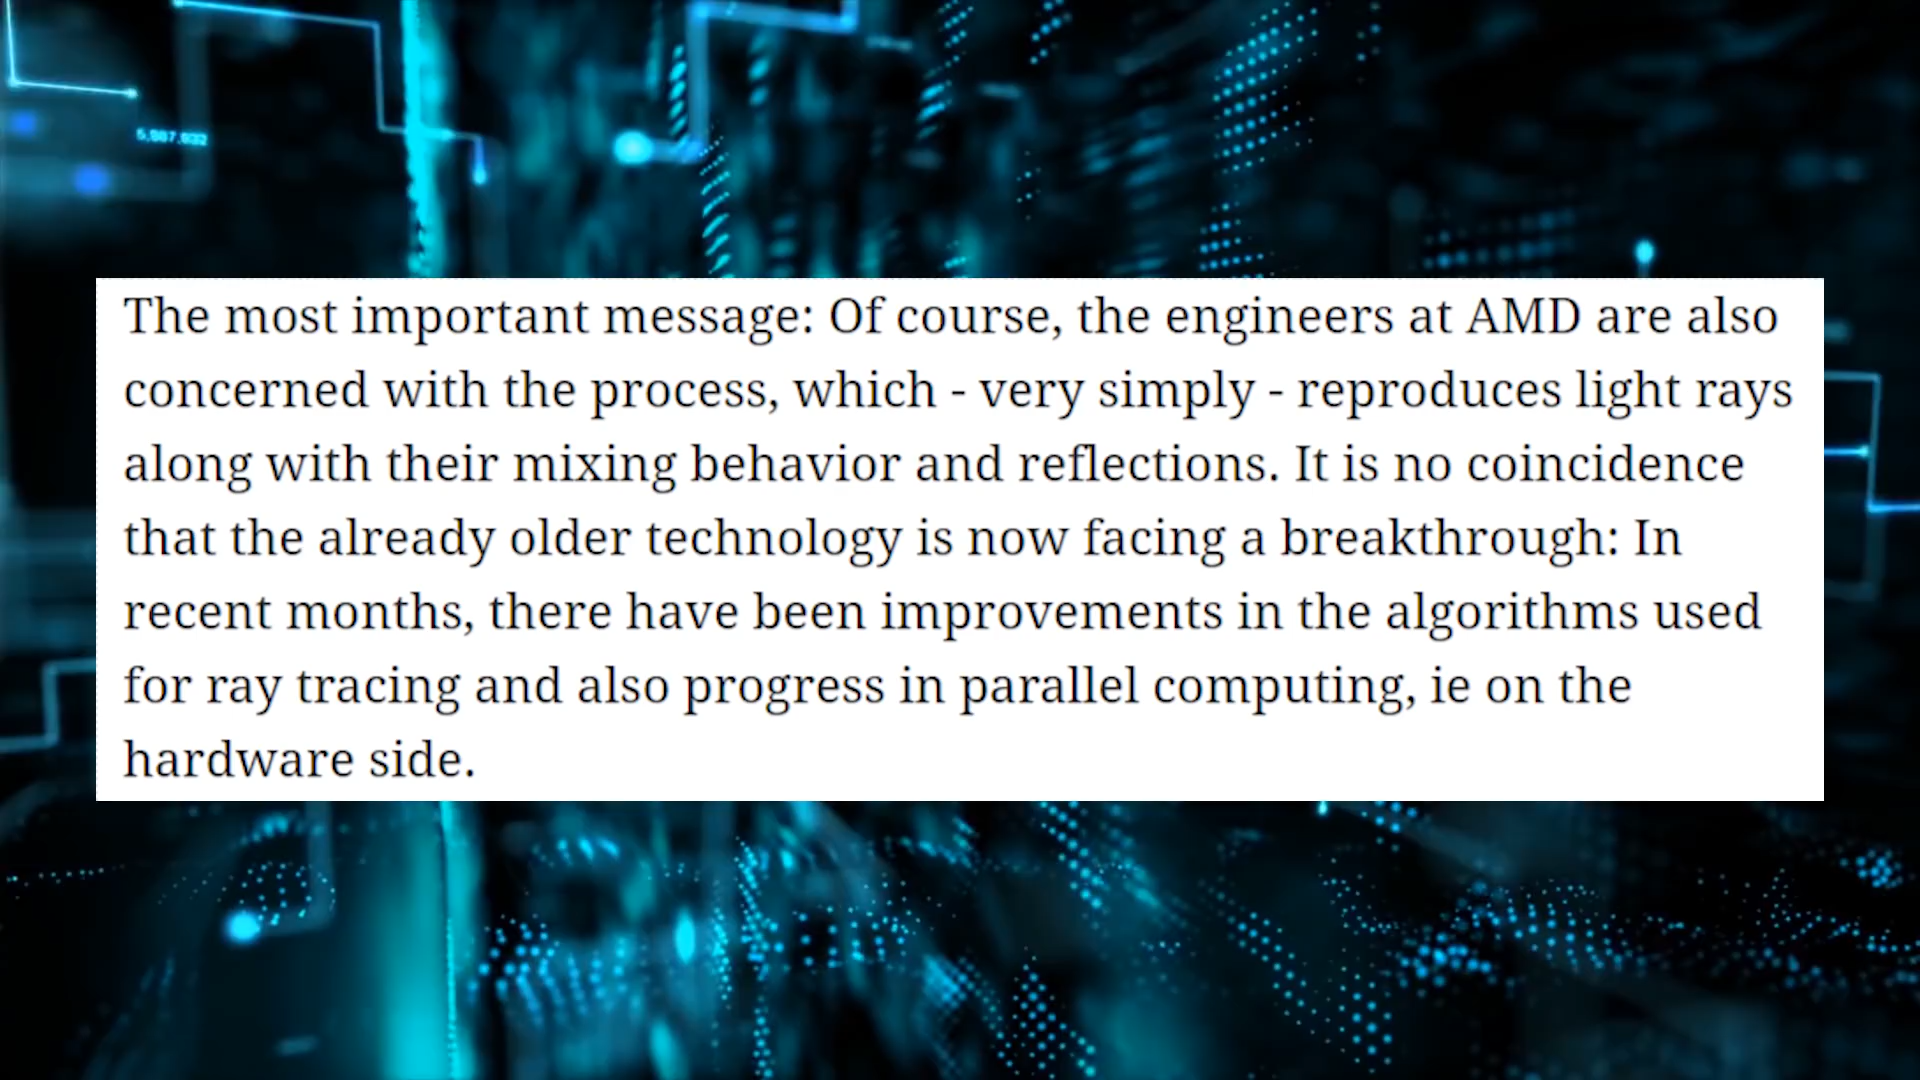 5,987,632
The most important message: Of course, the engineers at AMD are also
concerned with the process, which - very simply - reproduces light rays
along with their mixing behavior and reflections. It is no coincidence
that the already older technology is now facing a breakthrough: In
recent months, there have been improvements in the algorithms used
for ray tracing and also progress in parallel computing, ie on the
hardware side.